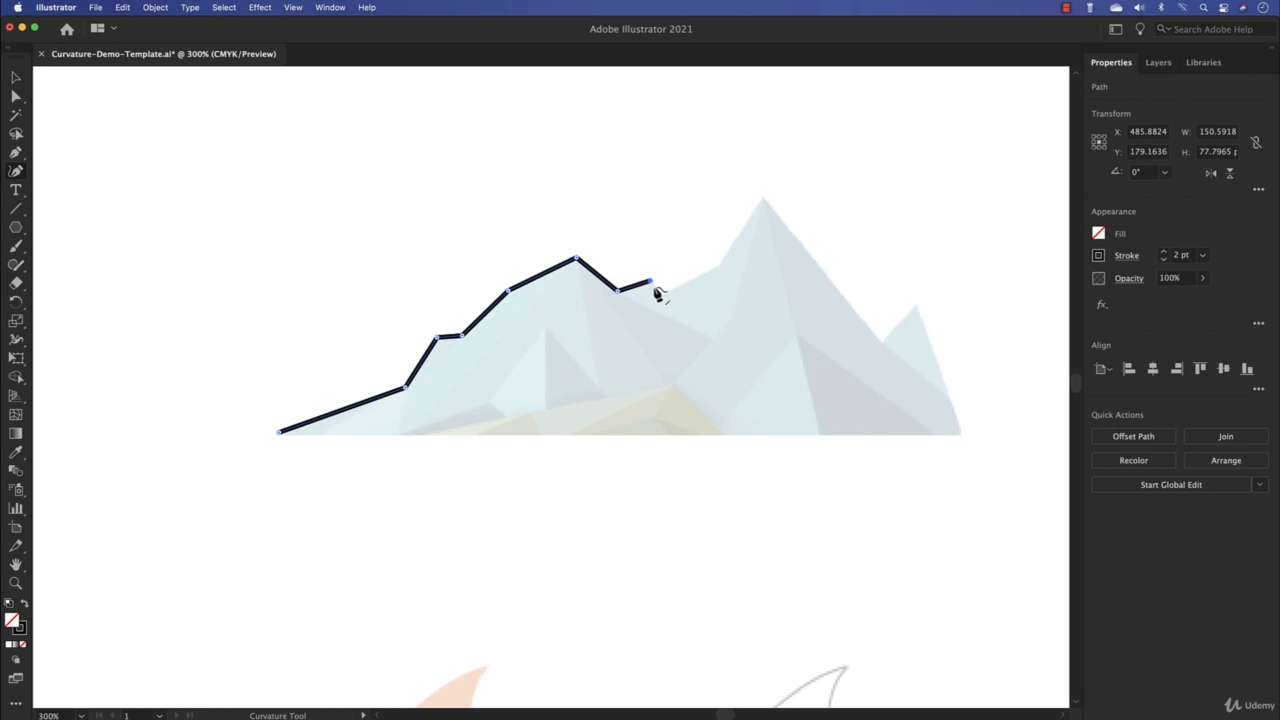 Illustrator File Edit Object Type Select Effect View Window Help
Adobe Illustrator 2021
Search Adobe Help
× Curvature-Demo-Template.ai* @ 300% (CMYK/Preview)
Properties Layers Libraries
Path
Transform
X: 485.8824 W: 150.5918
Y: 179.1636 H: 77.7965 p
0°
Appearance
Fill
Stroke 2 pt
Opacity 100%
fx.
Align
Quick Actions
Offset Path Join
Recolor Arrange
Start Global Edit
300% 1 Curvature Tool
Udemy